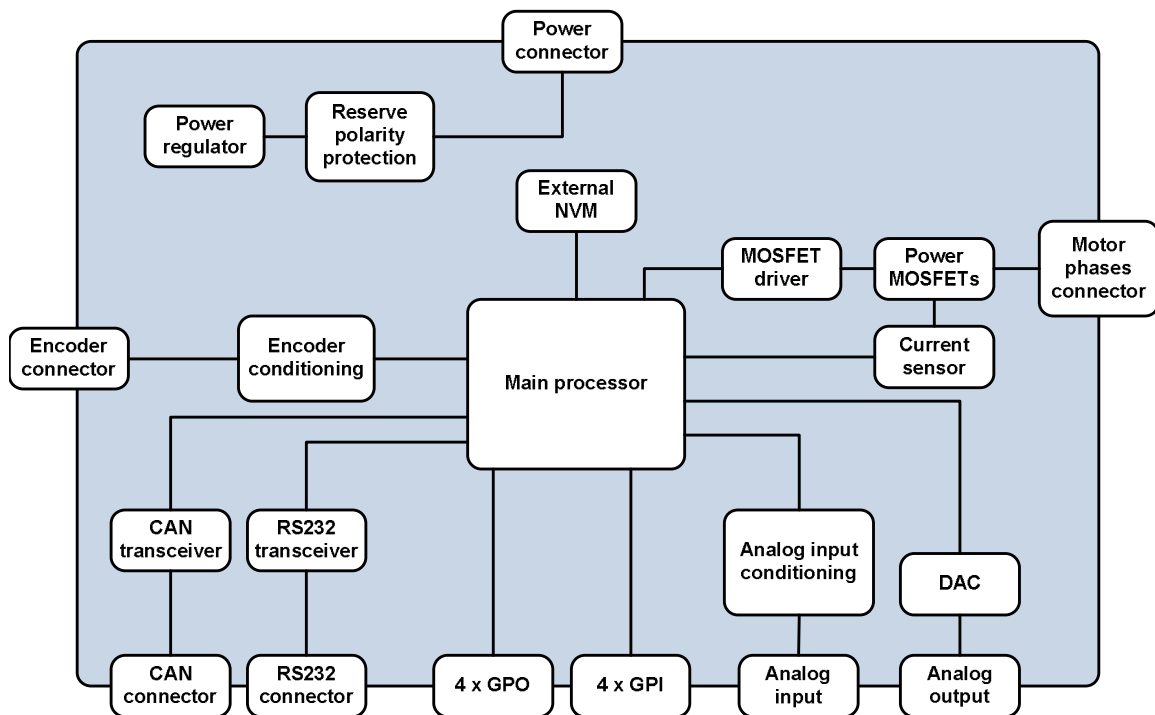 Power
connector
Power
regulator
Reserve
polarity
protection
External
NVM
MOSFET
driver
Power
MOSFETs
Motor
phases
connector
Encoder
connector
Encoder
conditioning
Main processor
Current
sensor
CAN
transceiver
RS232
transceiver
Analog input
conditioning
DAC
CAN
connector
RS232
connector
4 x GPO
4 x GPI
Analog
input
Analog
output